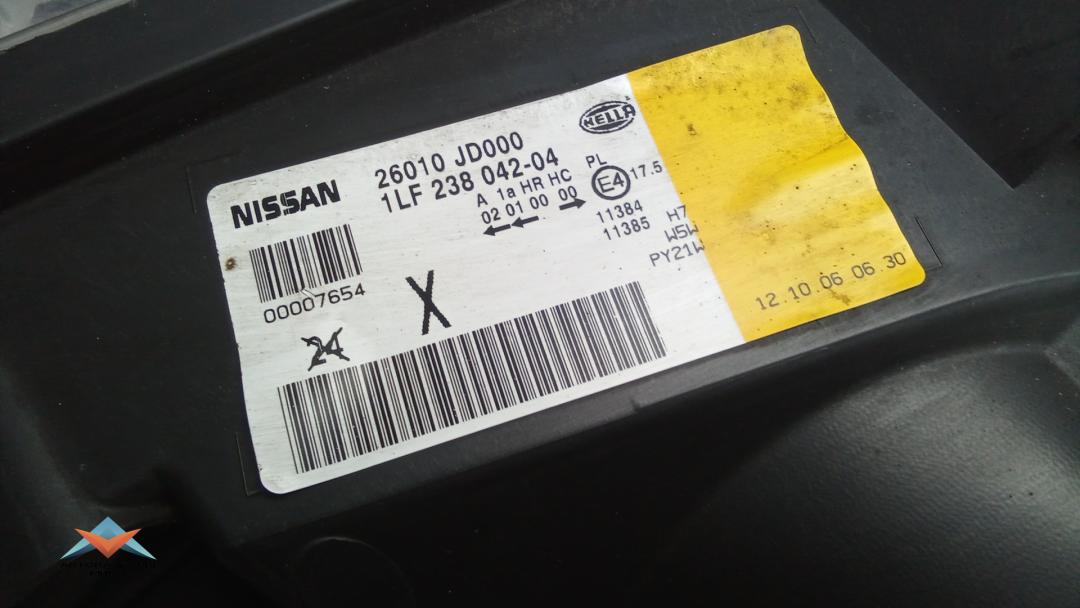 HELLA
NISSAN
26010 JD000
1LF 238 042-04
A 1a HR HC
02 01 00 00
PL
E4 17.5
11384
11385
H7
W5W
PY21W
00007654
X
24
12.10.06 06.30